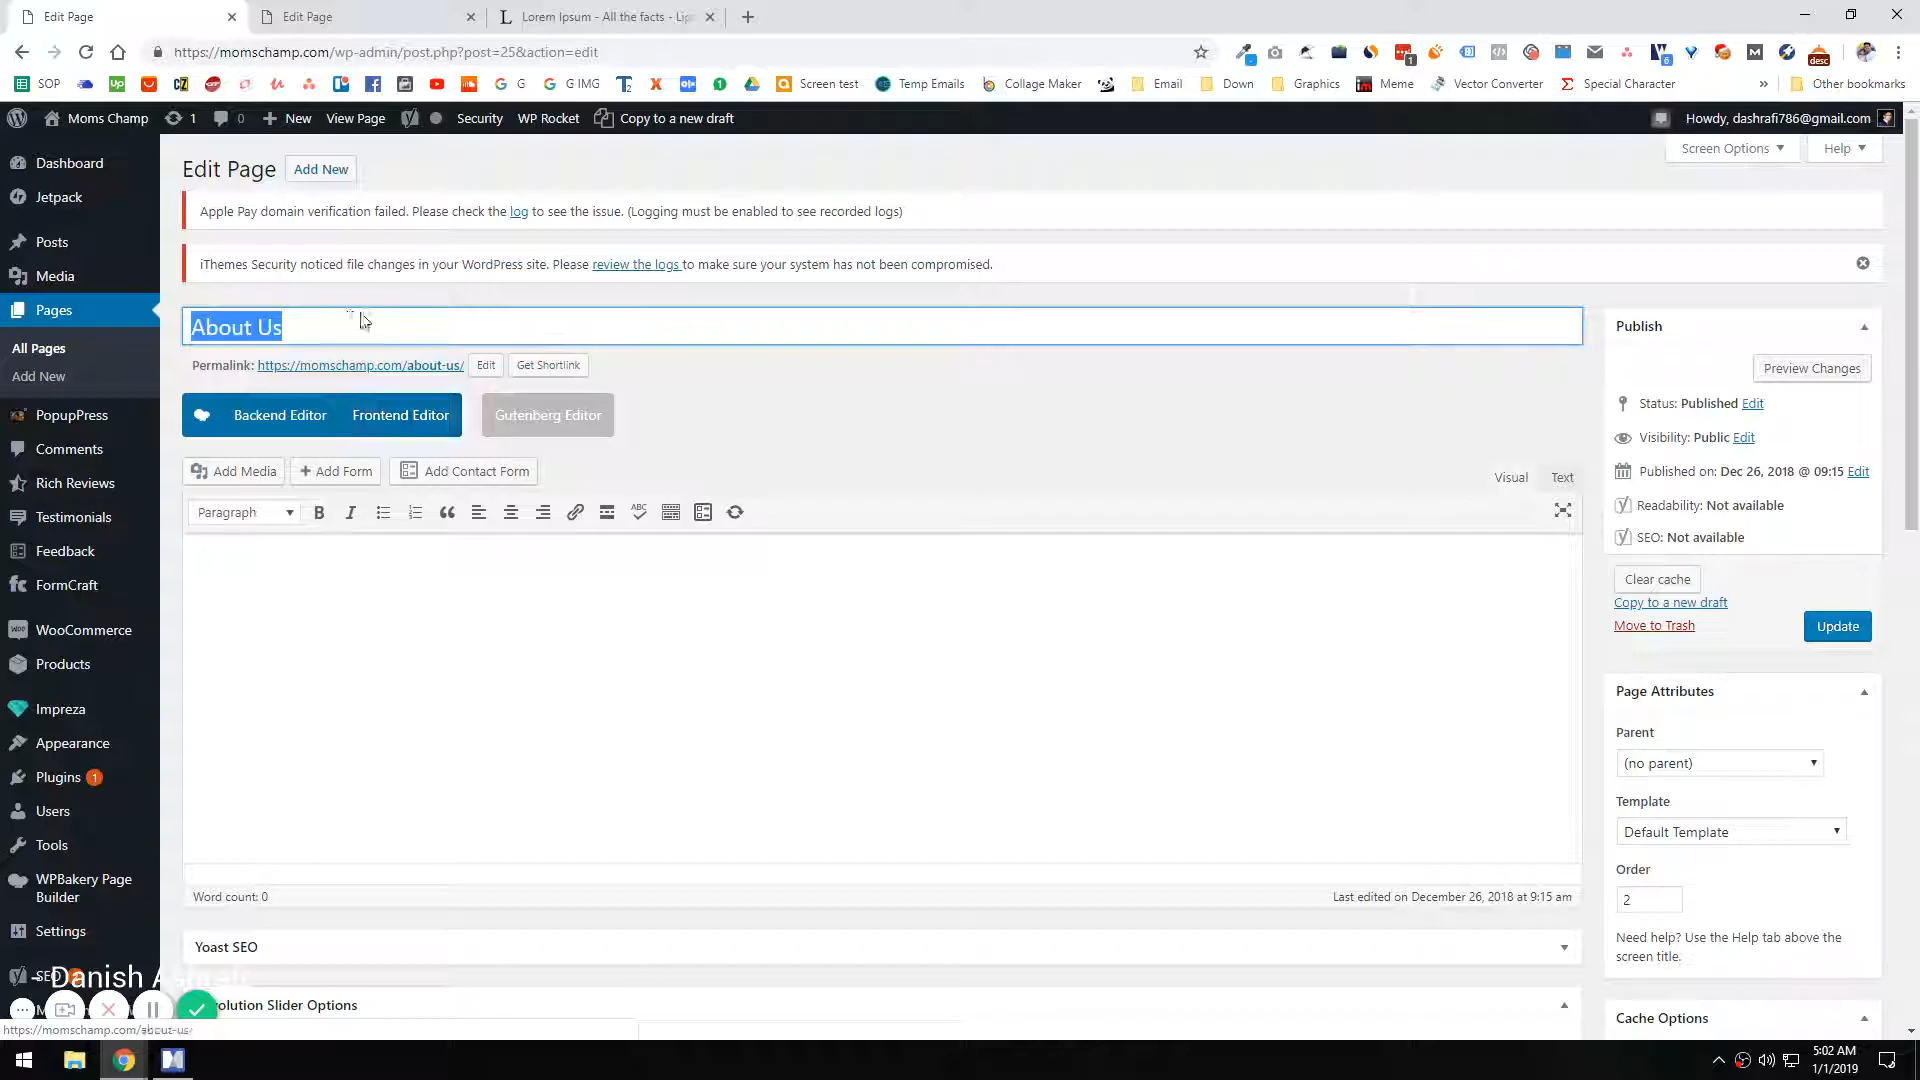 Edit Page
Edit Page
Lorem Ipsum - All the facts - Lip
https://momschamp.com/wp-admin/post.php?post=25&action=edit
SOP
G
G IMG
Screen test
Temp Emails
Collage Maker
Email
Down
Graphics
Meme
Vector Converter
Special Character
Other bookmarks
Moms Champ
1
0
New
View Page
Security
WP Rocket
Copy to a new draft
Howdy, dashrafi786@gmail.com
Dashboard
Jetpack
Posts
Media
Pages
All Pages
Add New
PopupPress
Comments
Rich Reviews
Testimonials
Feedback
FormCraft
WooCommerce
Products
Impreza
Appearance
Plugins 1
Users
Tools
WPBakery Page
Builder
Settings
SEO
Edit Page
Add New
Screen Options
Help
Apple Pay domain verification failed. Please check the log to see the issue. (Logging must be enabled to see recorded logs)
iThemes Security noticed file changes in your WordPress site. Please review the logs to make sure your system has not been compromised.
About Us
Permalink: https://momschamp.com/about-us/
Edit
Get Shortlink
Backend Editor
Frontend Editor
Gutenberg Editor
Add Media
Add Form
Add Contact Form
Visual
Text
Paragraph
Word count: 0
Last edited on December 26, 2018 at 9:15 am
Yoast SEO
olution Slider Options
Publish
Preview Changes
Status: Published Edit
Visibility: Public Edit
Published on: Dec 26, 2018 @ 09:15 Edit
Readability: Not available
SEO: Not available
Clear cache
Copy to a new draft
Move to Trash
Update
Page Attributes
Parent
(no parent)
Template
Default Template
Order
2
Need help? Use the Help tab above the
screen title.
Cache Options
- Danish
https://momschamp.com/about-us/
5:02 AM
1/1/2019